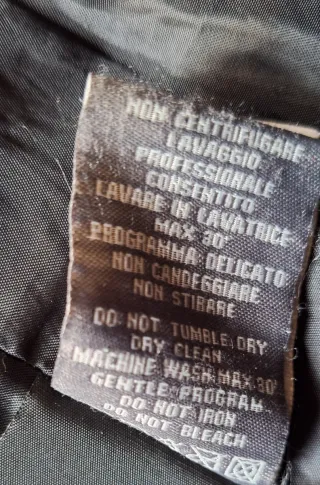 NON CENTRIFUGARE
LAVAGGIO
PROFESSIONALE
CONSENTITO
LAVARE IN LAVATRICE
MAX 30°
PROGRAMMA DELICATO
NON CANDEGGIARE
NON STIRARE
DO NOT TUMBLE DRY
DRY CLEAN
MACHINE WASH MAX 30°
GENTLE PROGRAM
DO NOT IRON
DO NOT BLEACH